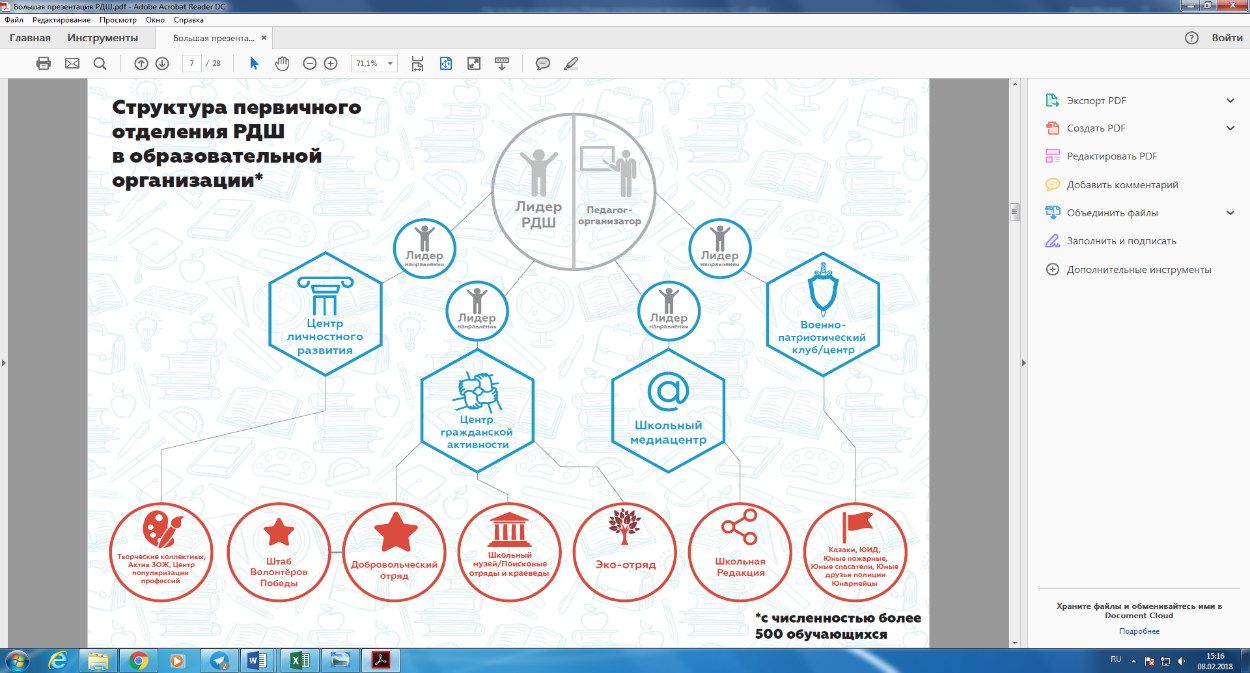 Большая презентация РДШ.pdf - Adobe Acrobat Reader DC
Файл Редактирование Просмотр Окно Справка
Главная Инструменты Большая презента... × Войти
7 / 28 71,1%
Структура первичного
отделения РДШ
в образовательной
организации*
Лидер
РДШ
Педагог-
организатор
Лидер
направления
Лидер
направления
Лидер
направления
Лидер
направления
Центр
личностного
развития
Центр
гражданской
активности
Школьный
медиацентр
Военно-
патриотический
клуб/центр
Творческие коллективы,
Актив ЗОЖ, Центр
популяризации
профессий
Штаб
Волонтёров
Победы
Добровольческий
отряд
Школьный
музей/Поисковые
отряды и краеведы
Эко-отряд
Школьная
Редакция
Казаки, ЮИД,
Юные пожарные,
Юные спасатели, Юные
друзья полиции
Юнармейцы
*с численностью более
500 обучающихся
Экспорт PDF
Создать PDF
Редактировать PDF
Добавить комментарий
Объединить файлы
Заполнить и подписать
Дополнительные инструменты
Храните файлы и обменивайтесь ими в
Document Cloud
Подробнее
RU
15:16
08.02.2018